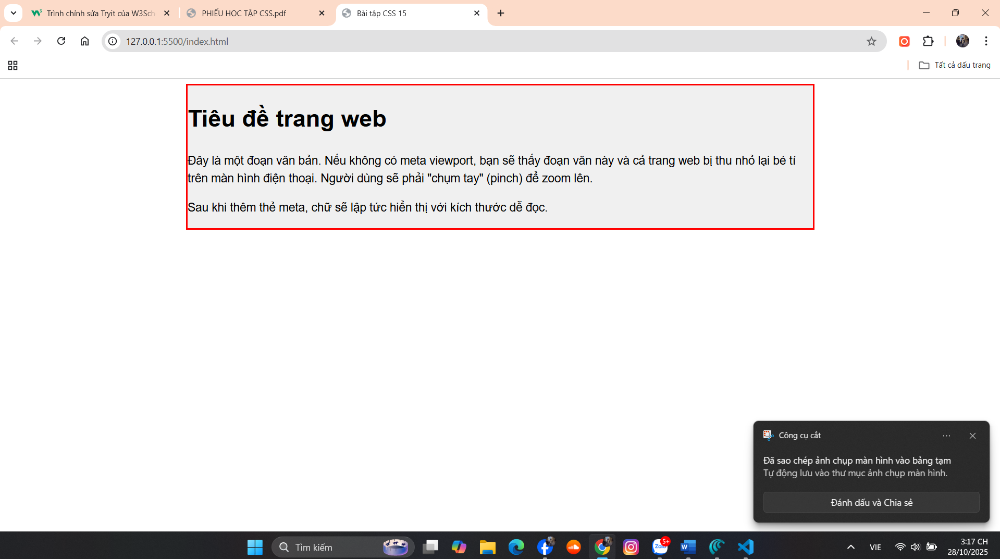 Trình chỉnh sửa Tryit của W3Sch
PHIẾU HỌC TẬP CSS.pdf
Bài tập CSS 15
127.0.0.1:5500/index.html
Tất cả dấu trang
Tiêu đề trang web
Đây là một đoạn văn bản. Nếu không có meta viewport, bạn sẽ thấy đoạn văn này và cả trang web bị thu nhỏ lại bé tí
trên màn hình điện thoại. Người dùng sẽ phải "chụm tay" (pinch) để zoom lên.
Sau khi thêm thẻ meta, chữ sẽ lập tức hiển thị với kích thước dễ đọc.
Công cụ cắt
Đã sao chép ảnh chụp màn hình vào bảng tạm
Tự động lưu vào thư mục ảnh chụp màn hình.
Đánh dấu và Chia sẻ
Tìm kiếm
Zalo
5+
VIE
3:17 CH
28/10/2025